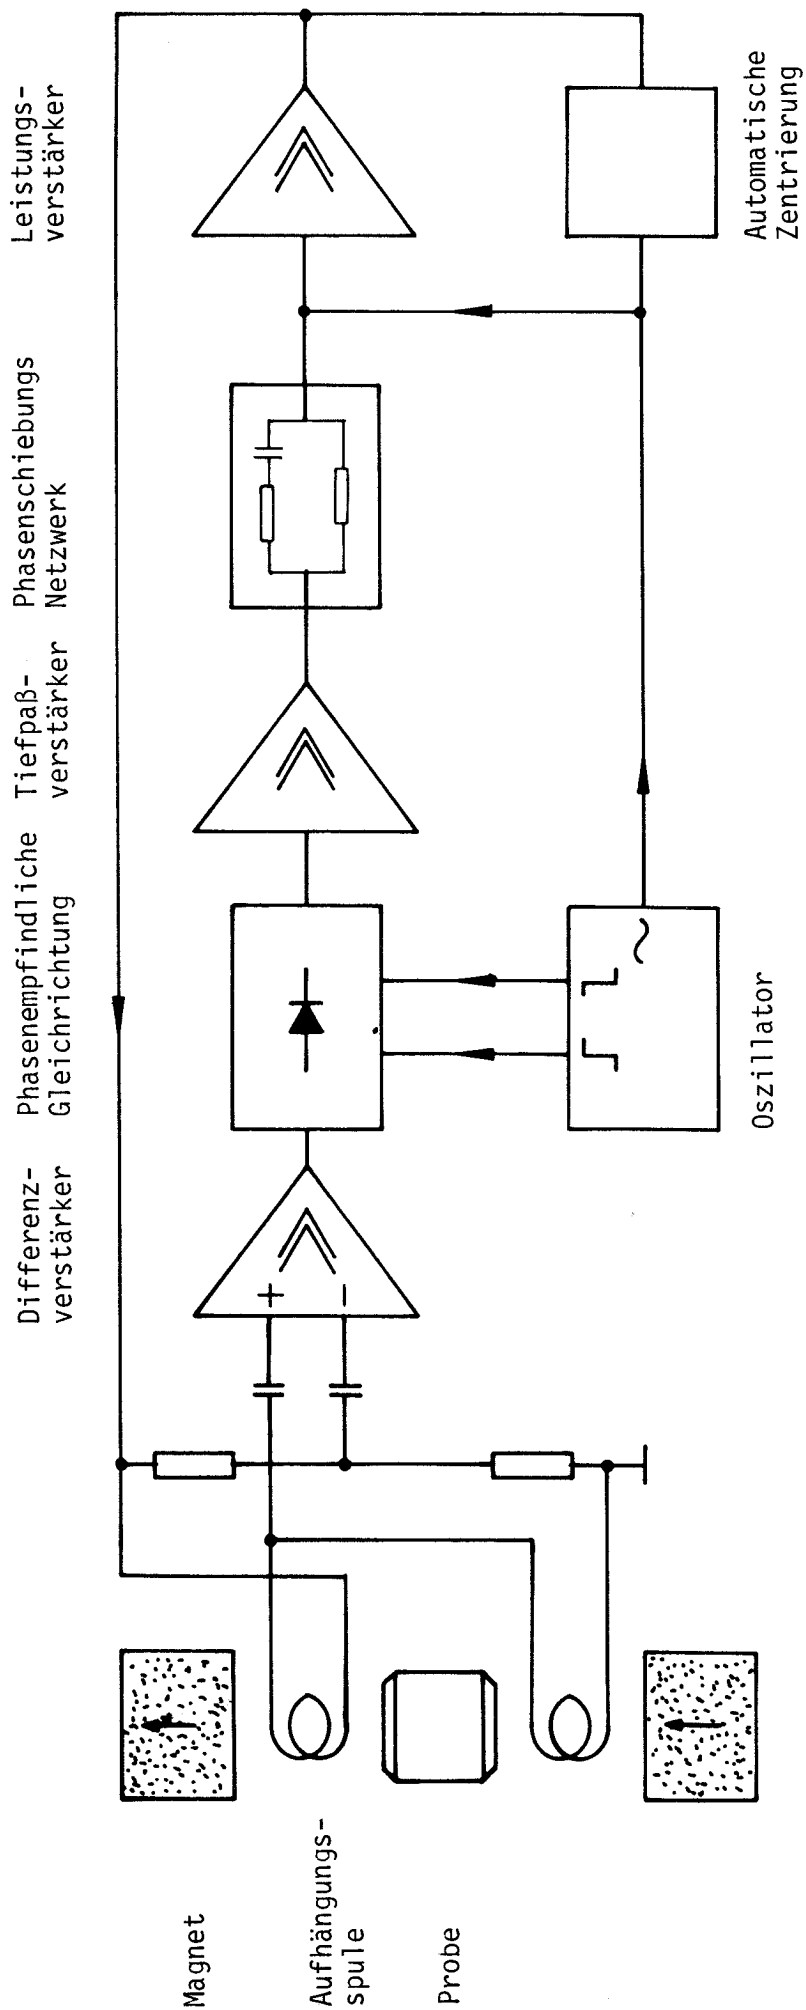 Magnet
Aufhängungs-
spule
Probe
Differenz-
verstärker
Phasenempfindliche
Gleichrichtung
Tiefpaß-
verstärker
Phasenschiebungs
Netzwerk
Leistungs-
verstärker
+
−
Oszillator
~
Automatische
Zentrierung